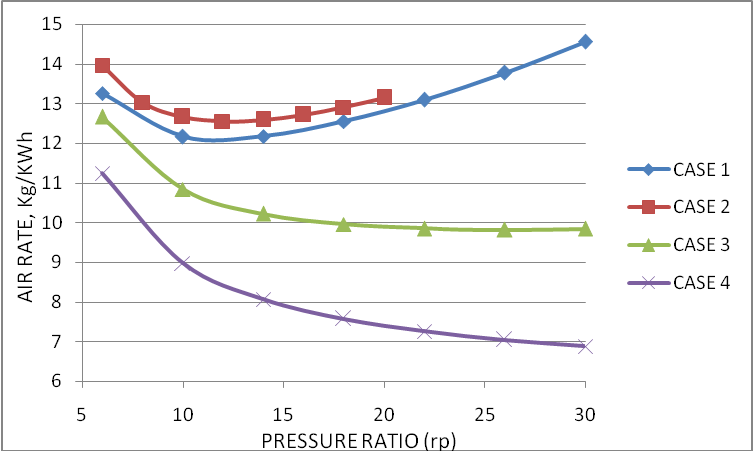 15
14
13
12
11
10
9
8
7
6
AIR RATE, Kg/KWh
5
10
15
20
25
30
PRESSURE RATIO (rp)
CASE 1
CASE 2
CASE 3
CASE 4